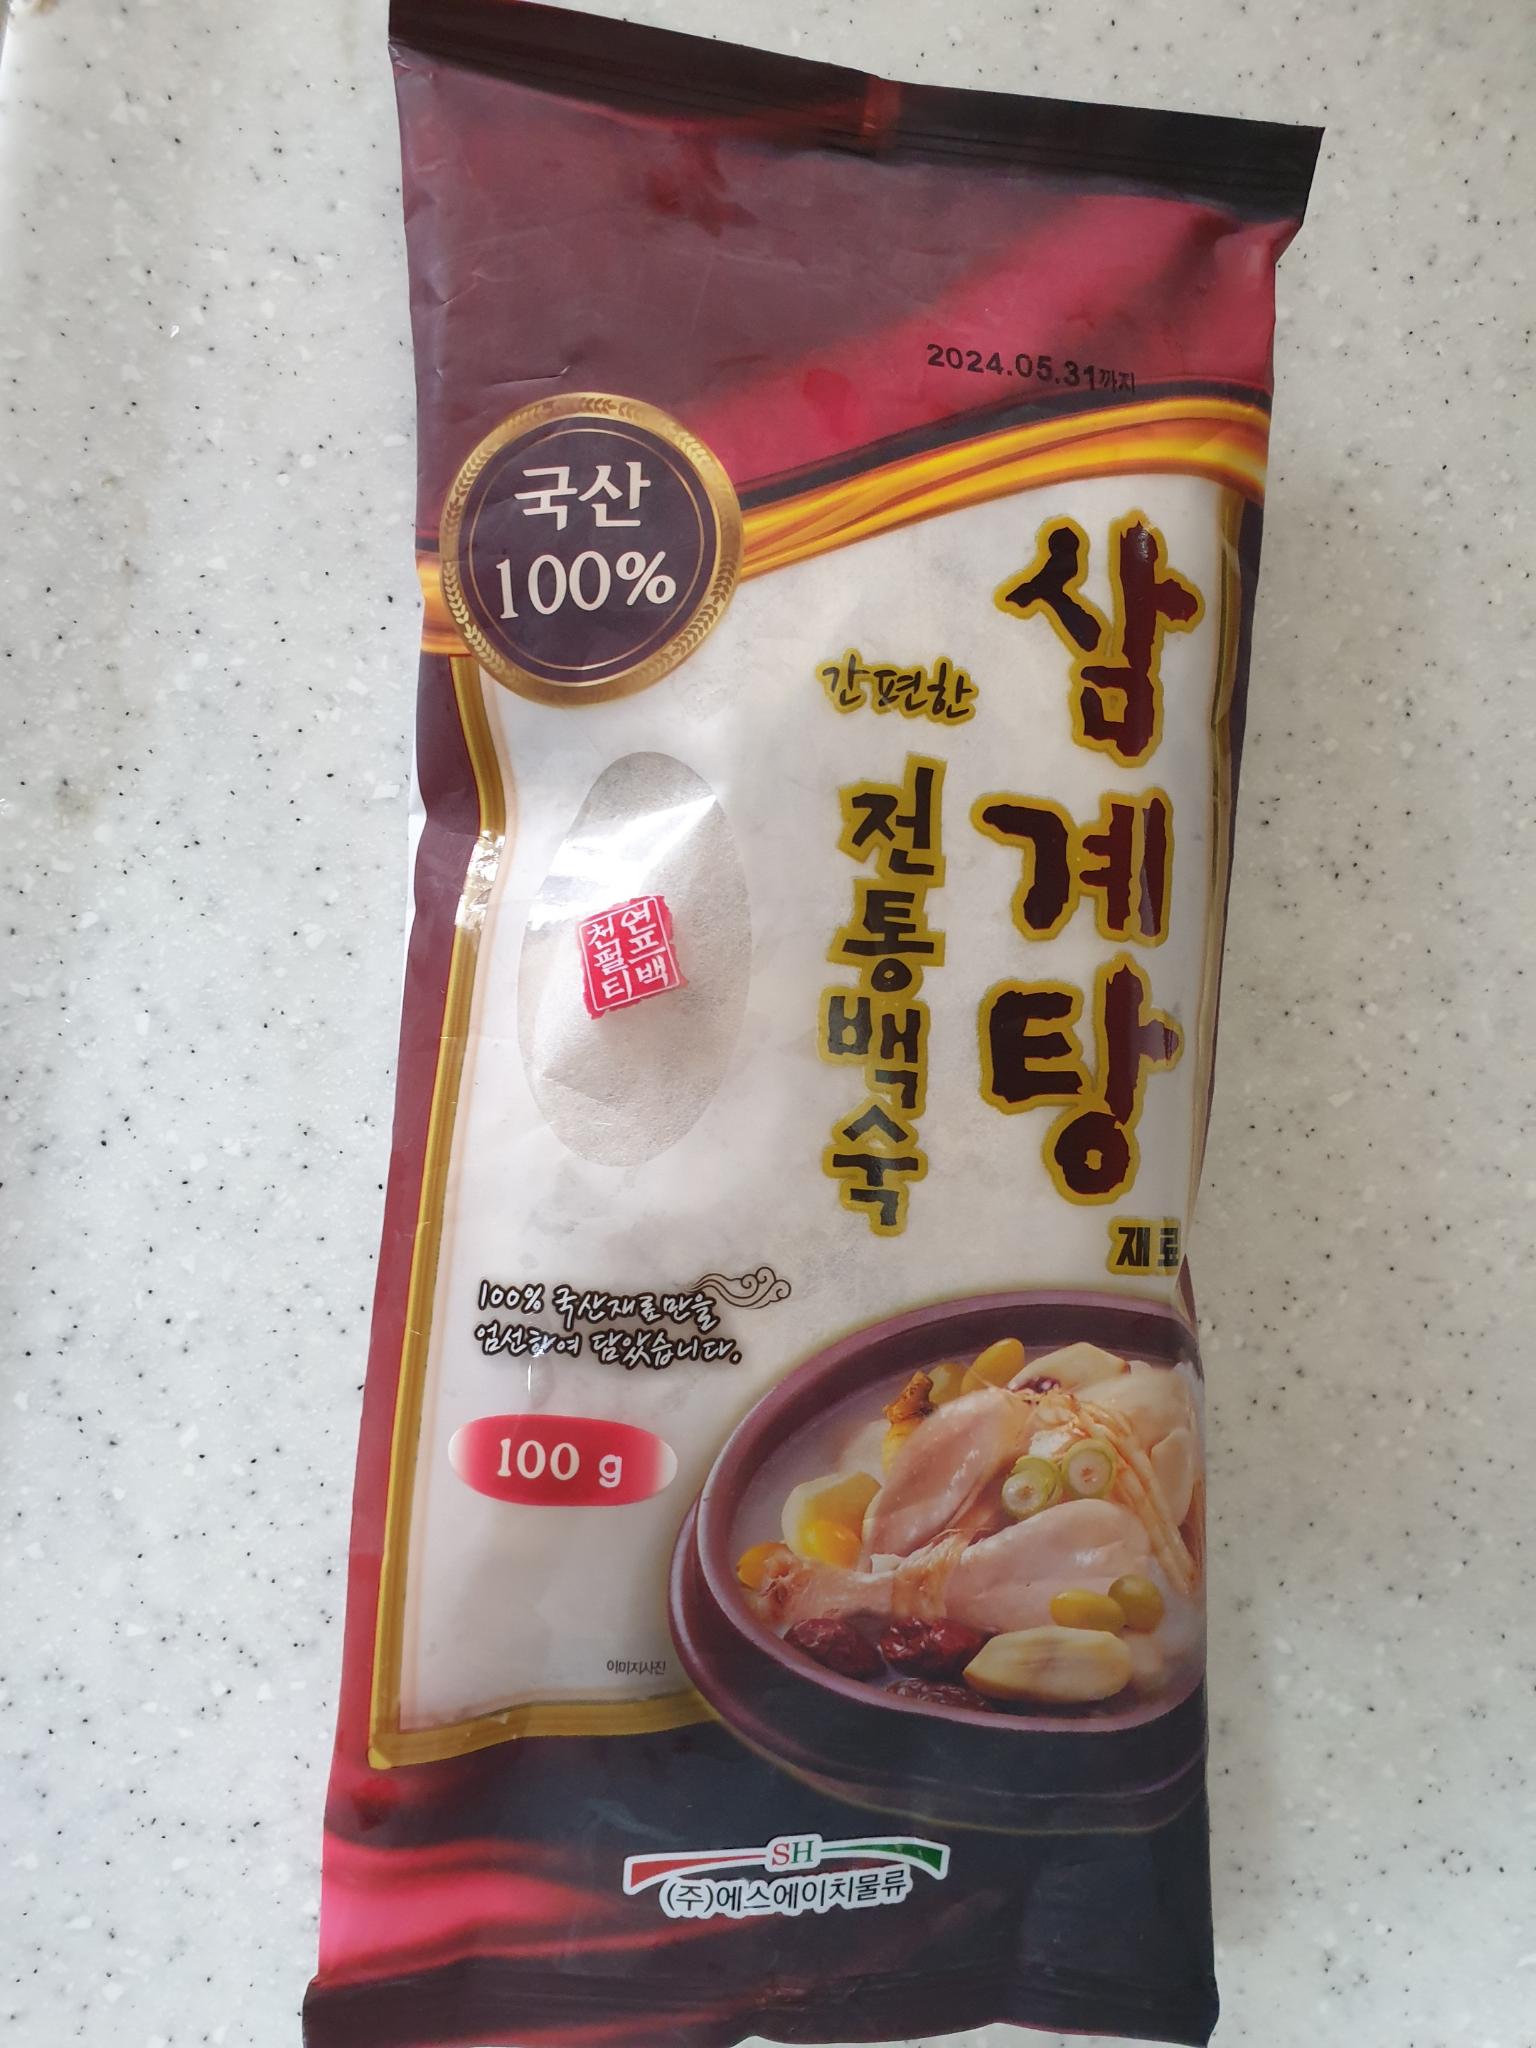 2024.05.31까지
국산
100%
삼계탕
재료
간편한
전통백숙
천연펄프티백
100% 국산재료만을
엄선하여 담았습니다.
100 g
이미지사진
SH
(주)에스에이치물류